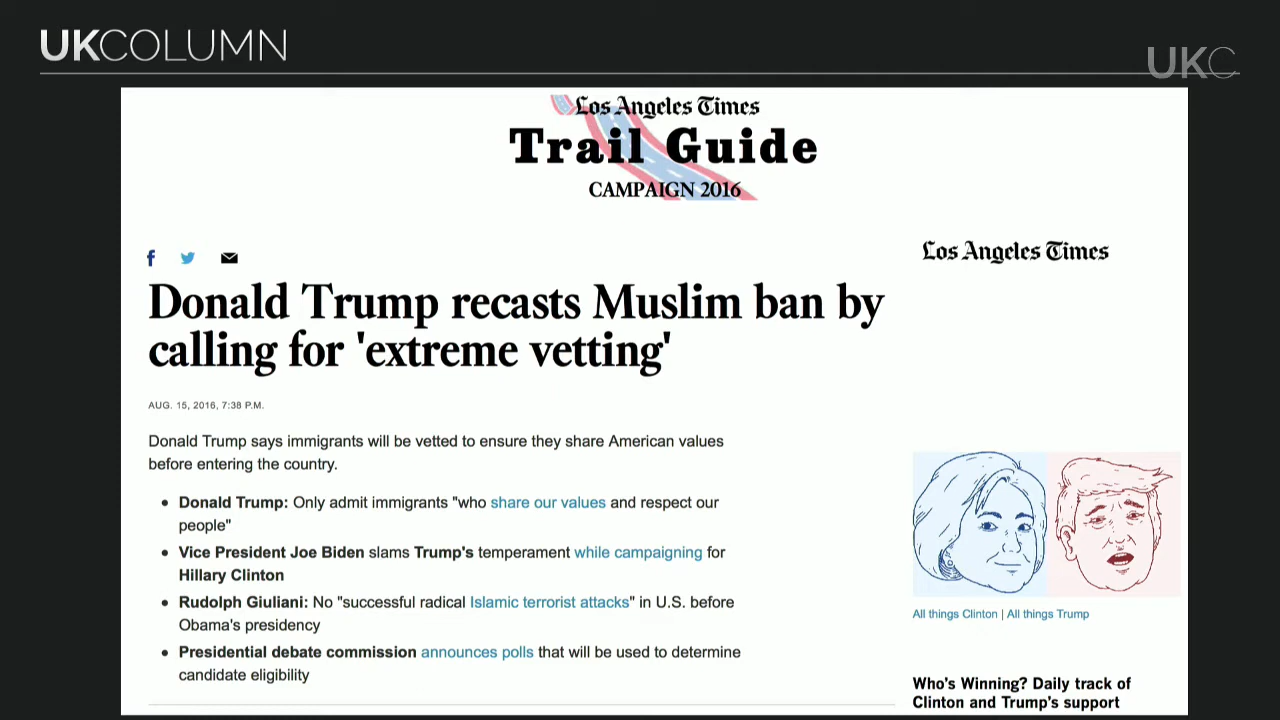 UKCOLUMN
UKC
Los Angeles Times
Trail Guide
CAMPAIGN 2016
Los Angeles Times
Donald Trump recasts Muslim ban by
calling for 'extreme vetting'
AUG. 15, 2016, 7:38 P.M.
Donald Trump says immigrants will be vetted to ensure they share American values
before entering the country.
• Donald Trump: Only admit immigrants "who share our values and respect our
people"
• Vice President Joe Biden slams Trump's temperament while campaigning for
Hillary Clinton
• Rudolph Giuliani: No "successful radical Islamic terrorist attacks" in U.S. before
Obama's presidency
• Presidential debate commission announces polls that will be used to determine
candidate eligibility
All things Clinton | All things Trump
Who's Winning? Daily track of
Clinton and Trump's support